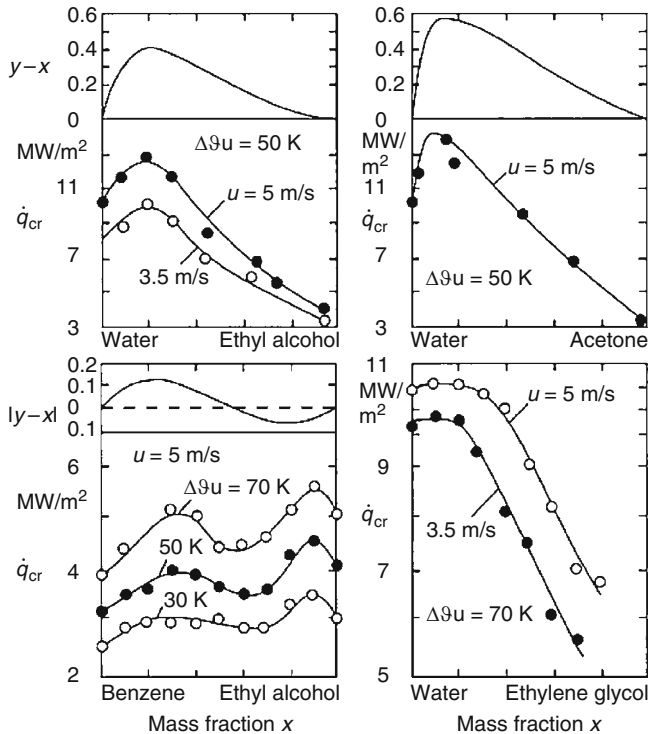 0.6
0.4
y−x
0.2
0
MW/m²
Δϑu = 50 K
11
u = 5 m/s
q̇cr
7
3.5 m/s
3
Water
Ethyl alcohol
0.6
0.4
0.2
0
MW/
m²
u = 5 m/s
11
q̇cr
7
Δϑu = 50 K
3
Water
Acetone
0.2
0.1
0
|y−x|
0.1
u = 5 m/s
6
MW/m²
Δϑu = 70 K
q̇cr
50 K
4
30 K
2
Benzene
Ethyl alcohol
Mass fraction x
11
MW/
m²
u = 5 m/s
9
q̇cr
3.5 m/s
7
Δϑu = 70 K
5
Water
Ethylene glycol
Mass fraction x